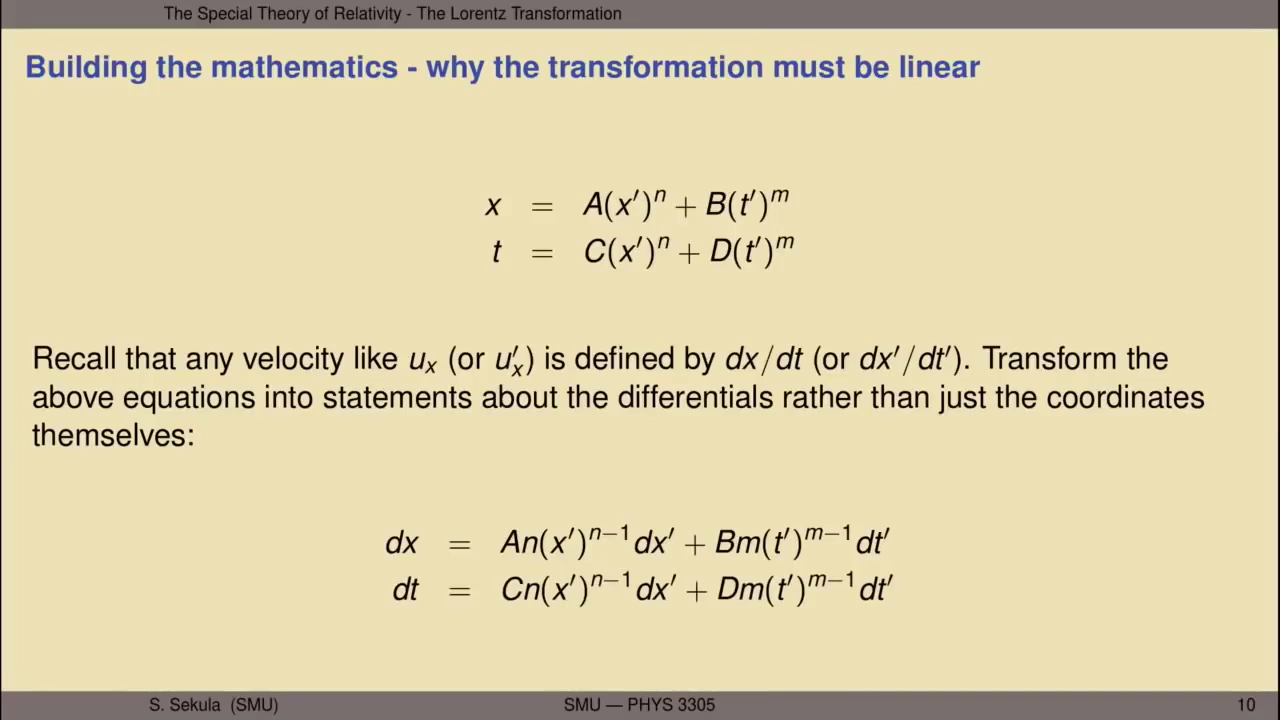 The Special Theory of Relativity - The Lorentz Transformation
Building the mathematics - why the transformation must be linear
x = A(x′)ⁿ + B(t′)ᵐ
t = C(x′)ⁿ + D(t′)ᵐ
Recall that any velocity like uₓ (or u′ₓ) is defined by dx/dt (or dx′/dt′). Transform the
above equations into statements about the differentials rather than just the coordinates
themselves:
dx = An(x′)ⁿ⁻¹dx′ + Bm(t′)ᵐ⁻¹dt′
dt = Cn(x′)ⁿ⁻¹dx′ + Dm(t′)ᵐ⁻¹dt′
S. Sekula (SMU) SMU — PHYS 3305 10